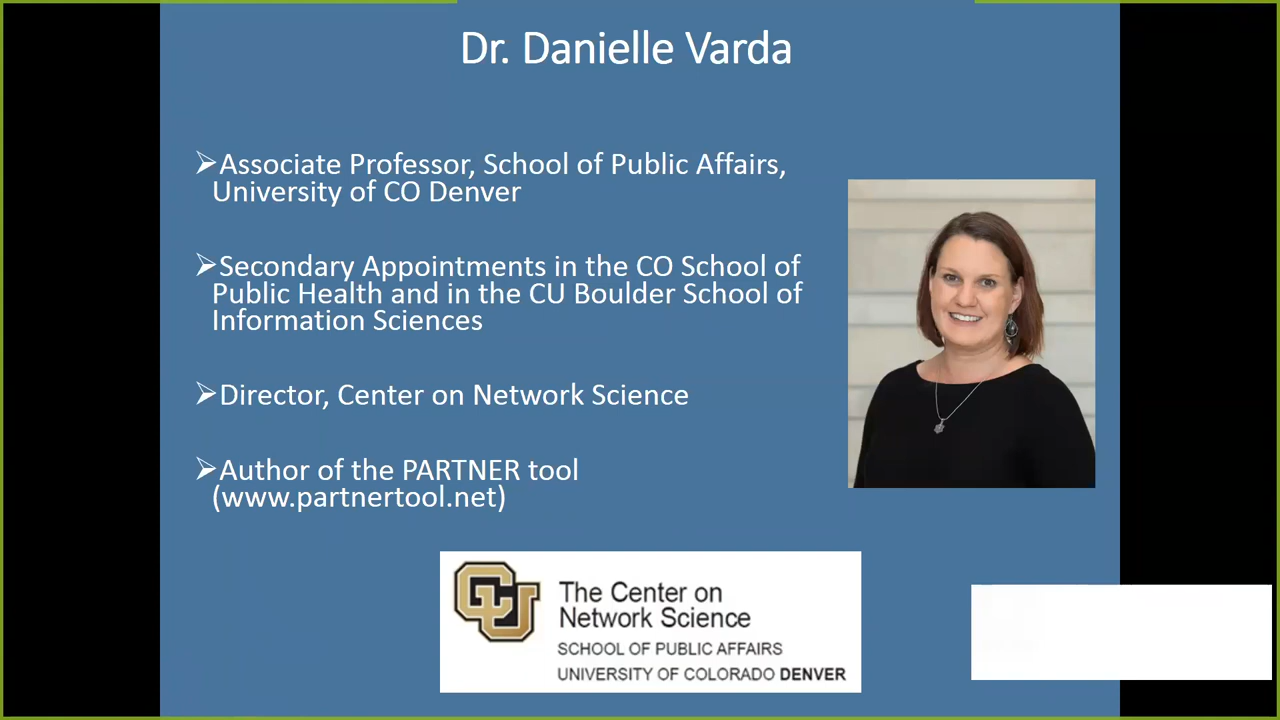 Dr. Danielle Varda
➢Associate Professor, School of Public Affairs,
University of CO Denver
➢Secondary Appointments in the CO School of
Public Health and in the CU Boulder School of
Information Sciences
➢Director, Center on Network Science
➢Author of the PARTNER tool
(www.partnertool.net)
CU
The Center on
Network Science
SCHOOL OF PUBLIC AFFAIRS
UNIVERSITY OF COLORADO DENVER